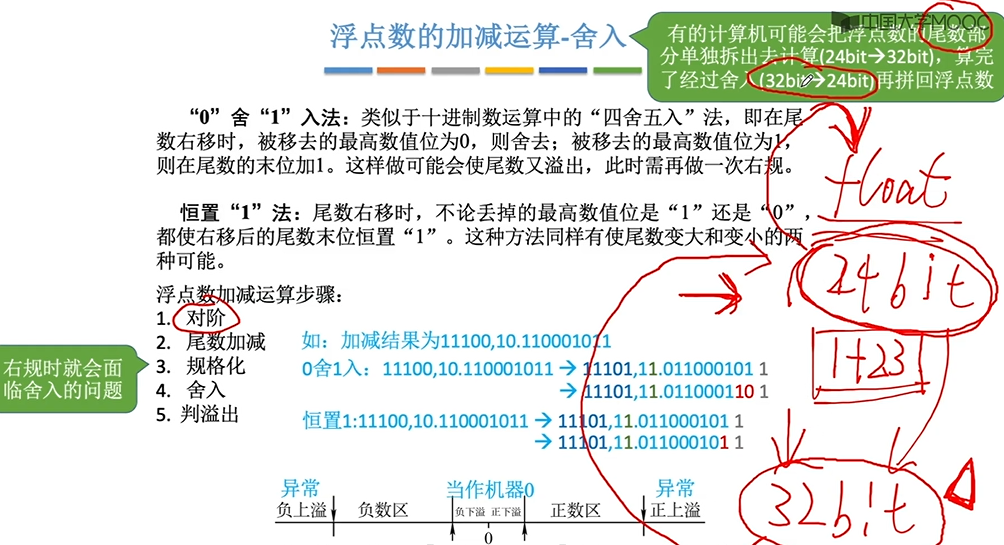 浮点数的加减运算-舍入
中国大学MOOC
有的计算机可能会把浮点数的尾数部
分单独拆出去计算(24bit→32bit)，算完
了经过舍入(32bit→24bit)再拼回浮点数
“0”舍“1”入法：类似于十进制数运算中的“四舍五入”法，即在尾
数右移时，被移去的最高数值位为0，则舍去；被移去的最高数值位为1，
则在尾数的末位加1。这样做可能会使尾数又溢出，此时需再做一次右规。
float
恒置“1”法：尾数右移时，不论丢掉的最高数值位是“1”还是“0”，
都使右移后的尾数末位恒置“1”。这种方法同样有使尾数变大和变小的两
种可能。
24bit
浮点数加减运算步骤：
1. 对阶
2. 尾数加减
3. 规格化
4. 舍入
5. 判溢出
右规时就会面
临舍入的问题
如：加减结果为11100,10.110001011
0舍1入：11100,10.110001011 → 11101,11.011000101 1
→ 11101,11.011000110 1
恒置1:11100,10.110001011 → 11101,11.011000101 1
→ 11101,11.011000101 1
1+23
32bit
异常 当作机器0 异常
负上溢 负数区 负下溢 正下溢 正数区 正上溢
0